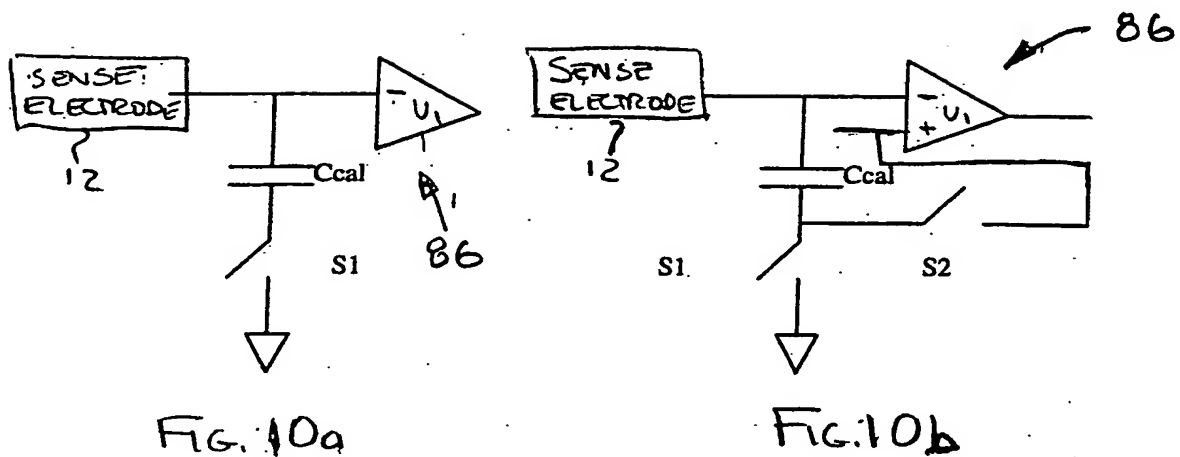 SENSE ELECTRODE
12
-
U1
Ccal
S1
86
FIG. 10a
SENSE ELECTRODE
12
-
+
U1
86
Ccal
S1
S2
FIG. 10b